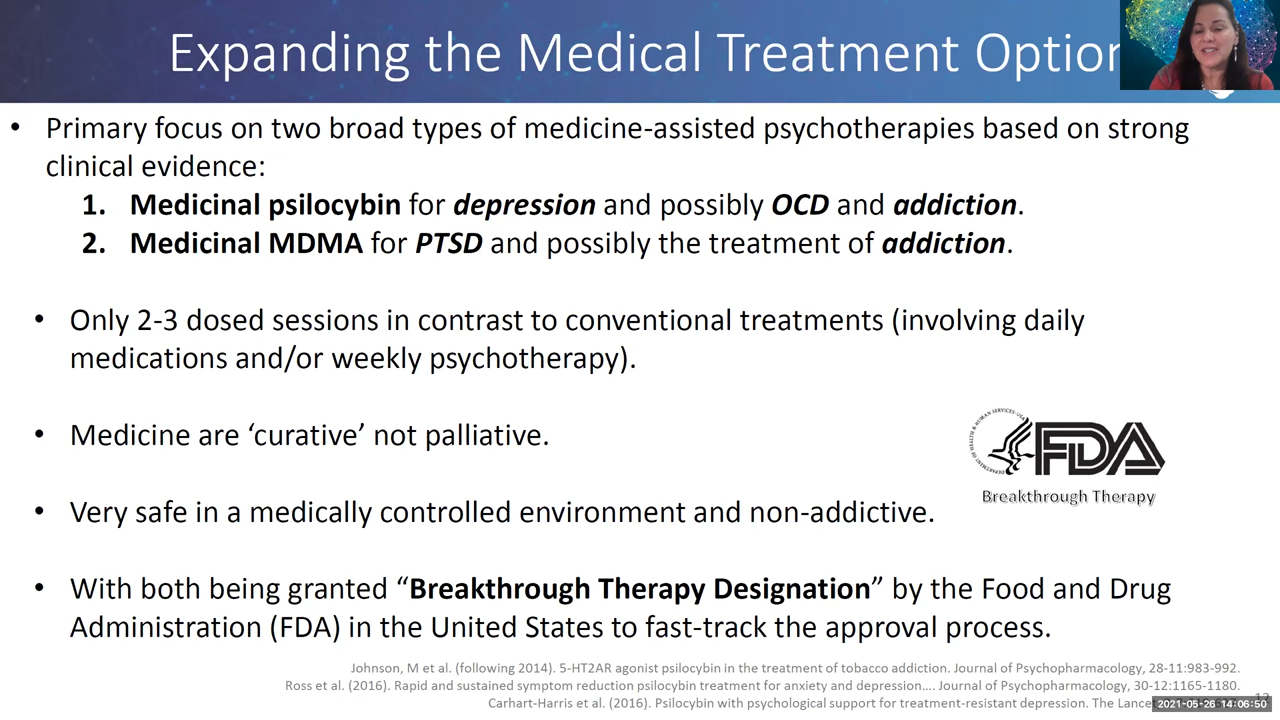 Expanding the Medical Treatment Option
• Primary focus on two broad types of medicine-assisted psychotherapies based on strong
clinical evidence:
1. Medicinal psilocybin for depression and possibly OCD and addiction.
2. Medicinal MDMA for PTSD and possibly the treatment of addiction.
• Only 2-3 dosed sessions in contrast to conventional treatments (involving daily
medications and/or weekly psychotherapy).
• Medicine are ‘curative’ not palliative.
FDA
Breakthrough Therapy
• Very safe in a medically controlled environment and non-addictive.
• With both being granted “Breakthrough Therapy Designation” by the Food and Drug
Administration (FDA) in the United States to fast-track the approval process.
Johnson, M et al. (following 2014). 5-HT2AR agonist psilocybin in the treatment of tobacco addiction. Journal of Psychopharmacology, 28-11:983-992.
Ross et al. (2016). Rapid and sustained symptom reduction psilocybin treatment for anxiety and depression…. Journal of Psychopharmacology, 30-12:1165-1180.
Carhart-Harris et al. (2016). Psilocybin with psychological support for treatment-resistant depression. The Lance
2021-05-26 14:06:50